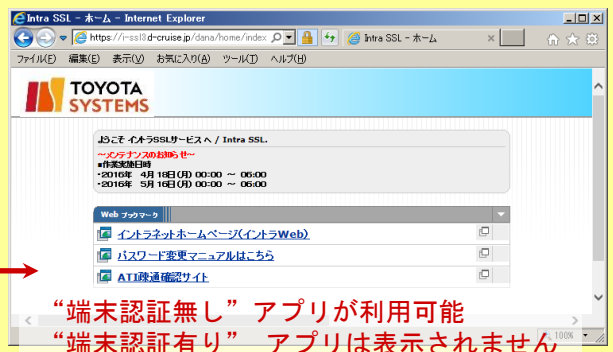 Intra SSL - ホーム - Internet Explorer
https://i-ssl3d-cruise.jp/dana/home/index
Intra SSL - ホーム
ファイル(F) 編集(E) 表示(V) お気に入り(A) ツール(T) ヘルプ(H)
TOYOTA
SYSTEMS
ようこそ イントラSSLサービスへ / Intra SSL.
～メンテナンスのお知らせ～
■作業実施日時
・2016年 4月 18日(月) 00:00 ～ 06:00
・2016年 5月 16日(月) 00:00 ～ 06:00
Web ブックマーク
イントラネットホームページ(イントラWeb)
パスワード変更マニュアルはこちら
ATI疎通確認サイト
“端末認証無し”アプリが利用可能
“端末認証有り” アプリは表示されません
100%